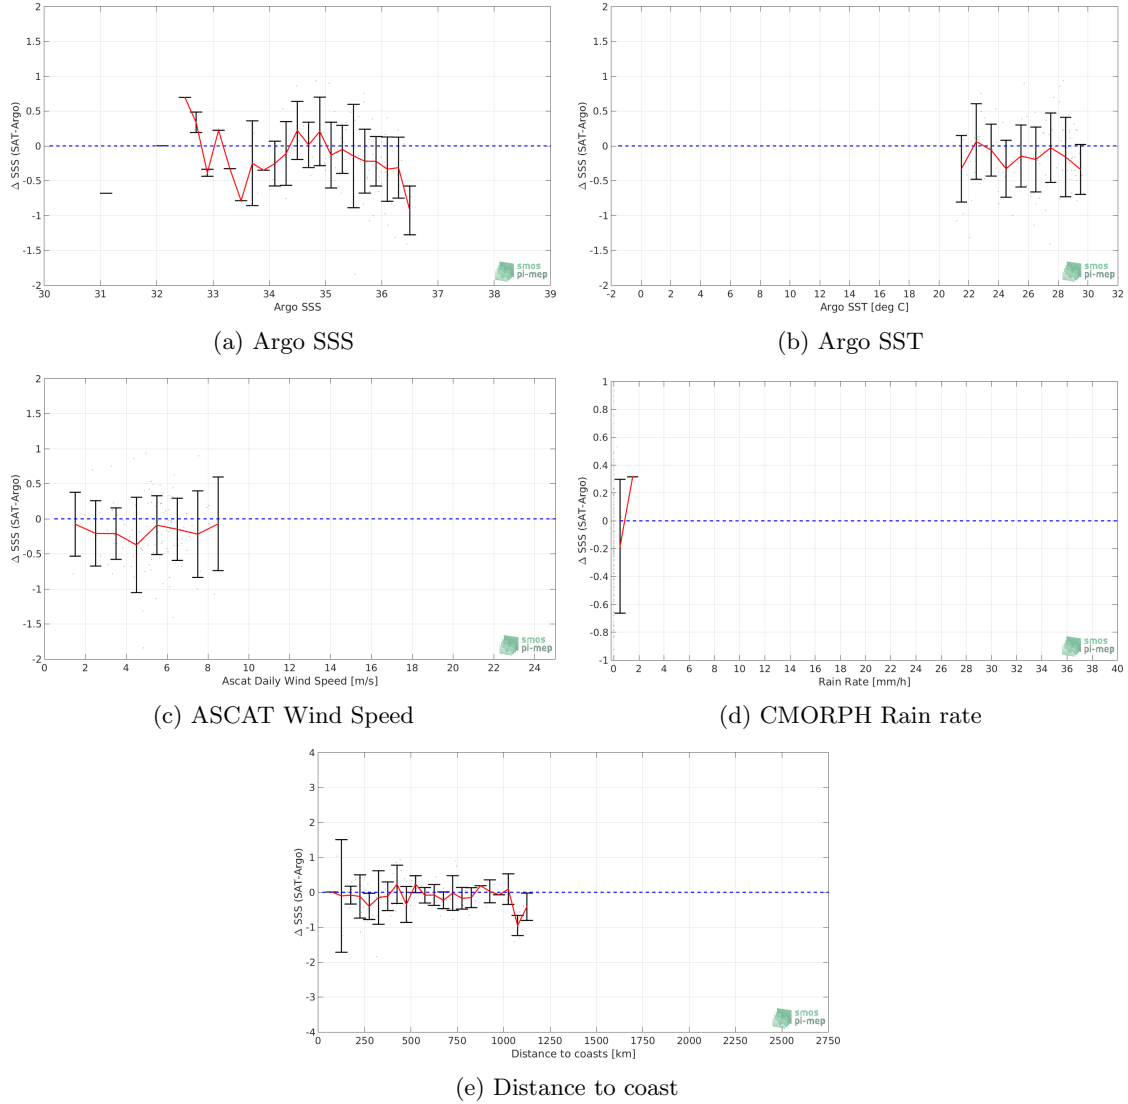 2
1.5
1
0.5
0
-0.5
-1
-1.5
-2
Δ SSS (SAT-Argo)
30 31 32 33 34 35 36 37 38 39
Argo SSS
smos
pi-mep
(a) Argo SSS
2
1.5
1
0.5
0
-0.5
-1
-1.5
-2
Δ SSS (SAT-Argo)
-2 0 2 4 6 8 10 12 14 16 18 20 22 24 26 28 30 32
Argo SST [deg C]
smos
pi-mep
(b) Argo SST
2
1.5
1
0.5
0
-0.5
-1
-1.5
-2
Δ SSS (SAT-Argo)
0 2 4 6 8 10 12 14 16 18 20 22 24
Ascat Daily Wind Speed [m/s]
smos
pi-mep
(c) ASCAT Wind Speed
1
0.8
0.6
0.4
0.2
0
-0.2
-0.4
-0.6
-0.8
-1
Δ SSS (SAT-Argo)
0 2 4 6 8 10 12 14 16 18 20 22 24 26 28 30 32 34 36 38 40
Rain Rate [mm/h]
smos
pi-mep
(d) CMORPH Rain rate
4
3
2
1
0
-1
-2
-3
-4
Δ SSS (SAT-Argo)
0 250 500 750 1000 1250 1500 1750 2000 2250 2500 2750
Distance to coasts [km]
smos
pi-mep
(e) Distance to coast